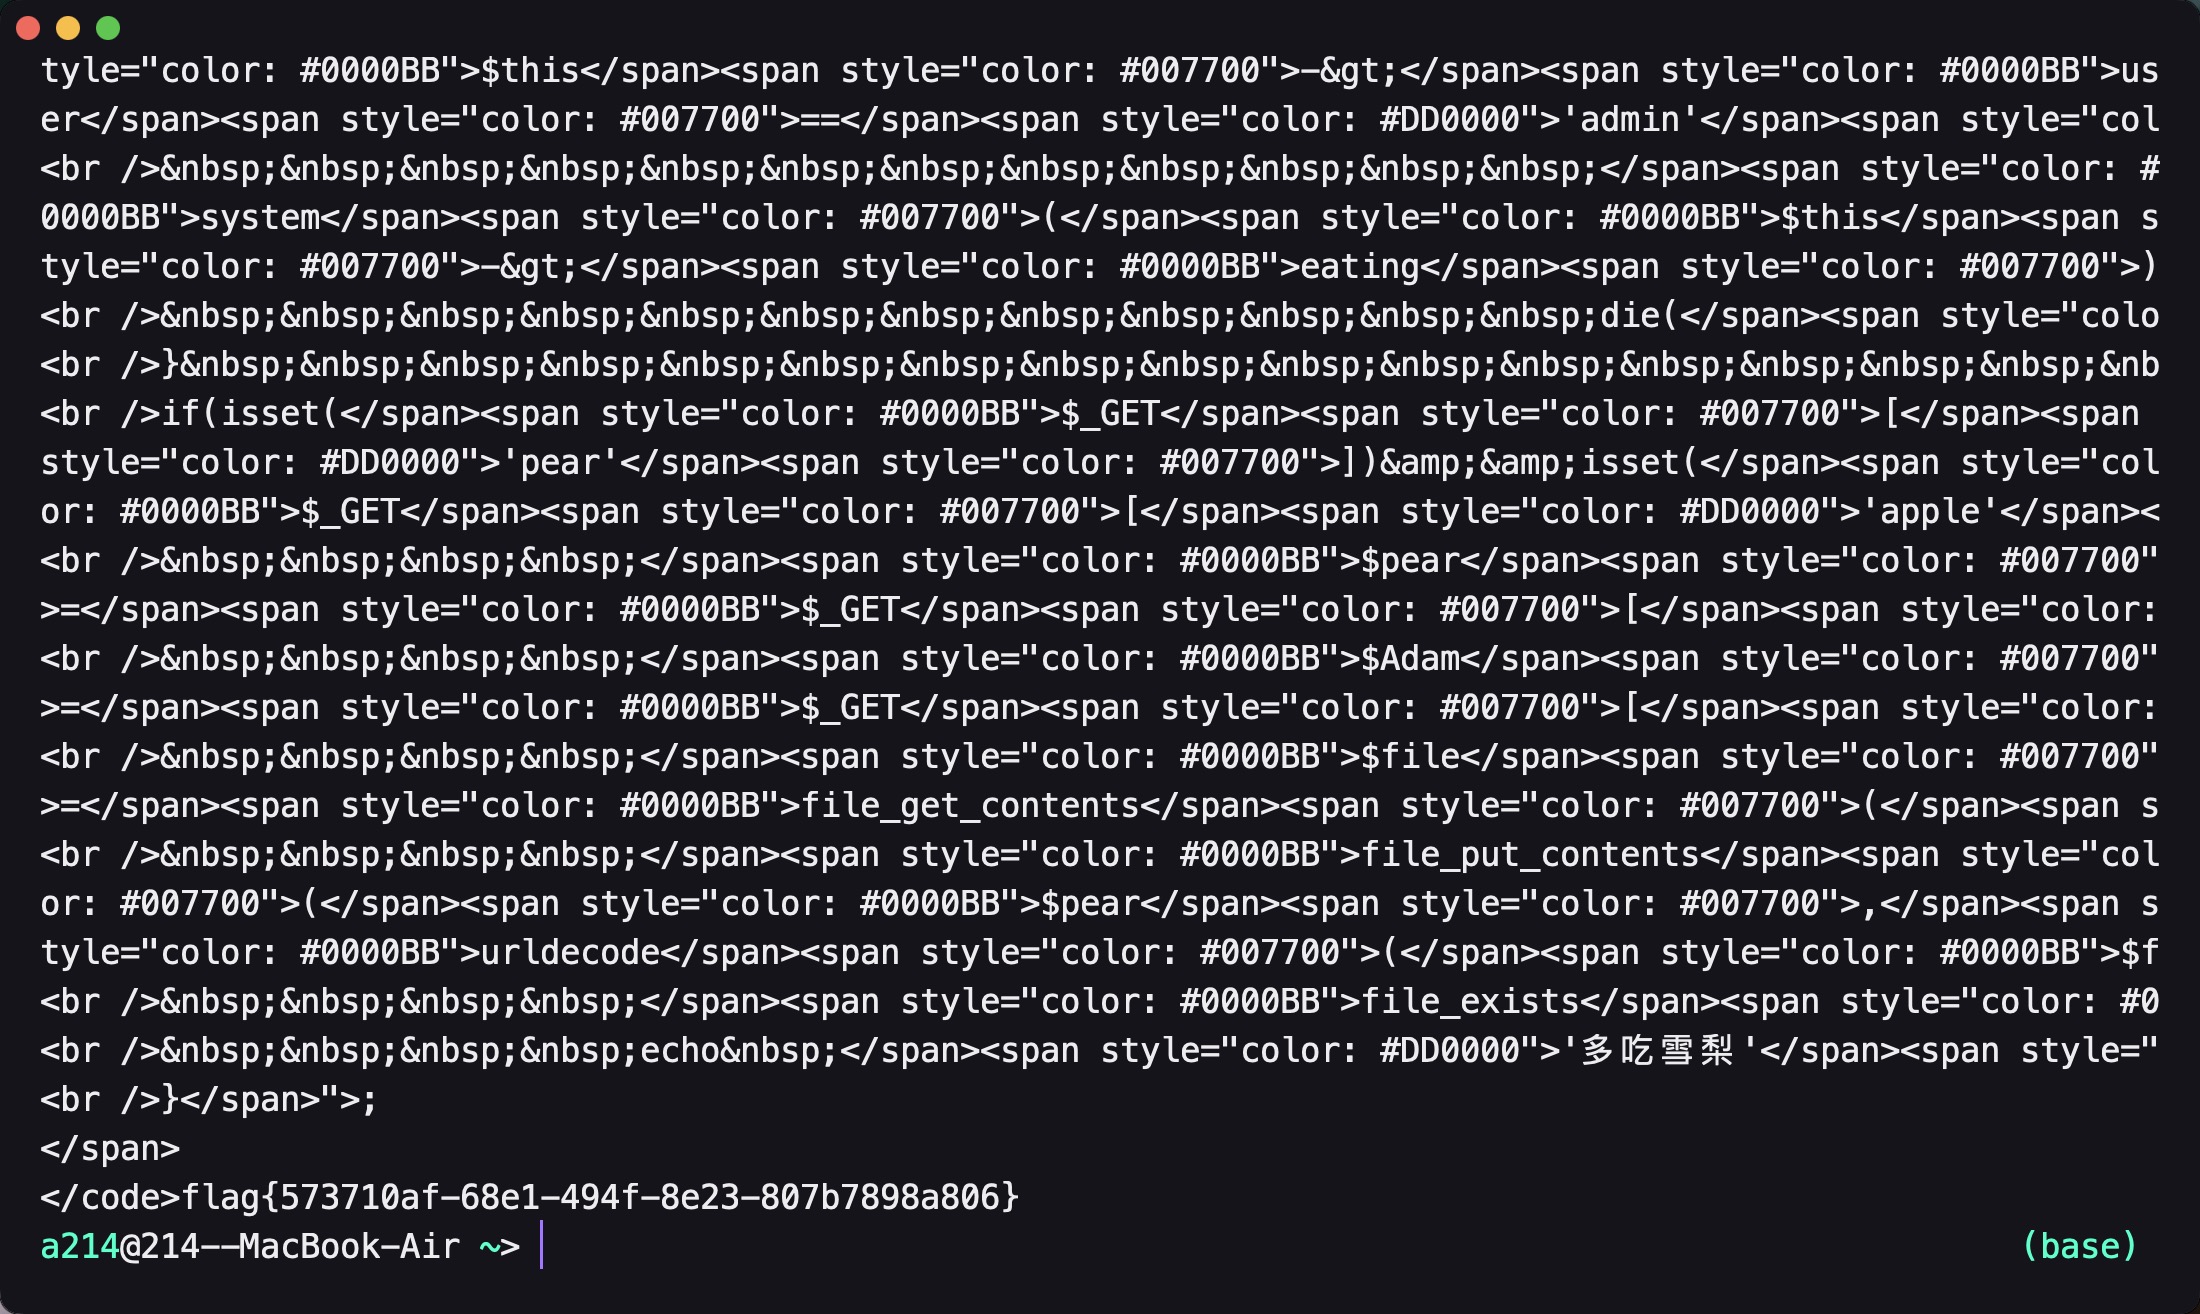 tyle="color: #0000BB">$this</span><span style="color: #007700">-&gt;</span><span style="color: #0000BB">us
er</span><span style="color: #007700">==</span><span style="color: #DD0000">'admin'</span><span style="col
<br />&nbsp;&nbsp;&nbsp;&nbsp;&nbsp;&nbsp;&nbsp;&nbsp;&nbsp;&nbsp;&nbsp;&nbsp;</span><span style="color: #
0000BB">system</span><span style="color: #007700">(</span><span style="color: #0000BB">$this</span><span s
tyle="color: #007700">-&gt;</span><span style="color: #0000BB">eating</span><span style="color: #007700">)
<br />&nbsp;&nbsp;&nbsp;&nbsp;&nbsp;&nbsp;&nbsp;&nbsp;&nbsp;&nbsp;&nbsp;&nbsp;die(</span><span style="colo
<br />}&nbsp;&nbsp;&nbsp;&nbsp;&nbsp;&nbsp;&nbsp;&nbsp;&nbsp;&nbsp;&nbsp;&nbsp;&nbsp;&nbsp;&nbsp;&nbsp;&nb
<br />if(isset(</span><span style="color: #0000BB">$_GET</span><span style="color: #007700">[</span><span
style="color: #DD0000">'pear'</span><span style="color: #007700">])&amp;&amp;isset(</span><span style="col
or: #0000BB">$_GET</span><span style="color: #007700">[</span><span style="color: #DD0000">'apple'</span><
<br />&nbsp;&nbsp;&nbsp;&nbsp;</span><span style="color: #0000BB">$pear</span><span style="color: #007700"
>=</span><span style="color: #0000BB">$_GET</span><span style="color: #007700">[</span><span style="color:
<br />&nbsp;&nbsp;&nbsp;&nbsp;</span><span style="color: #0000BB">$Adam</span><span style="color: #007700"
>=</span><span style="color: #0000BB">$_GET</span><span style="color: #007700">[</span><span style="color:
<br />&nbsp;&nbsp;&nbsp;&nbsp;</span><span style="color: #0000BB">$file</span><span style="color: #007700"
>=</span><span style="color: #0000BB">file_get_contents</span><span style="color: #007700">(</span><span s
<br />&nbsp;&nbsp;&nbsp;&nbsp;</span><span style="color: #0000BB">file_put_contents</span><span style="col
or: #007700">(</span><span style="color: #0000BB">$pear</span><span style="color: #007700">,</span><span s
tyle="color: #0000BB">urldecode</span><span style="color: #007700">(</span><span style="color: #0000BB">$f
<br />&nbsp;&nbsp;&nbsp;&nbsp;</span><span style="color: #0000BB">file_exists</span><span style="color: #0
<br />&nbsp;&nbsp;&nbsp;&nbsp;echo&nbsp;</span><span style="color: #DD0000">'多吃雪梨'</span><span style="
<br />}</span>">;
</span>
</code>flag{573710af-68e1-494f-8e23-807b7898a806}
a214@214--MacBook-Air ~> (base)